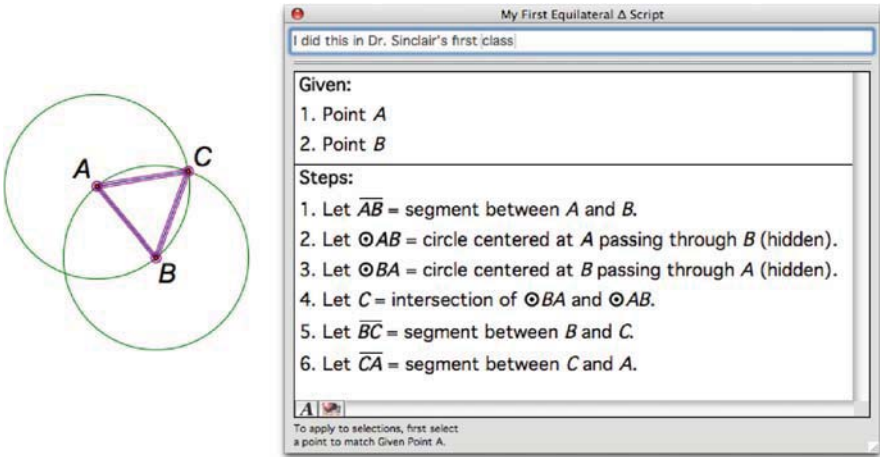 A
C
B
My First Equilateral Δ Script
I did this in Dr. Sinclair's first class
Given:
1. Point A
2. Point B
Steps:
1. Let A̅B̅ = segment between A and B.
2. Let ⊙AB = circle centered at A passing through B (hidden).
3. Let ⊙BA = circle centered at B passing through A (hidden).
4. Let C = intersection of ⊙BA and ⊙AB.
5. Let B̅C̅ = segment between B and C.
6. Let C̅A̅ = segment between C and A.
A
To apply to selections, first select
a point to match Given Point A.